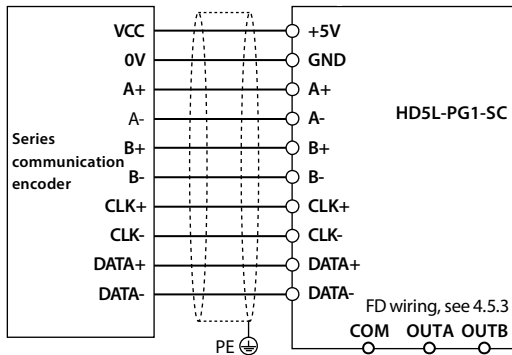 VCC
0V
A+
A-
B+
B-
CLK+
CLK-
DATA+
DATA-
Series
communication
encoder
PE
+5V
GND
A+
A-
B+
B-
CLK+
CLK-
DATA+
DATA-
HD5L-PG1-SC
FD wiring, see 4.5.3
COM OUTA OUTB